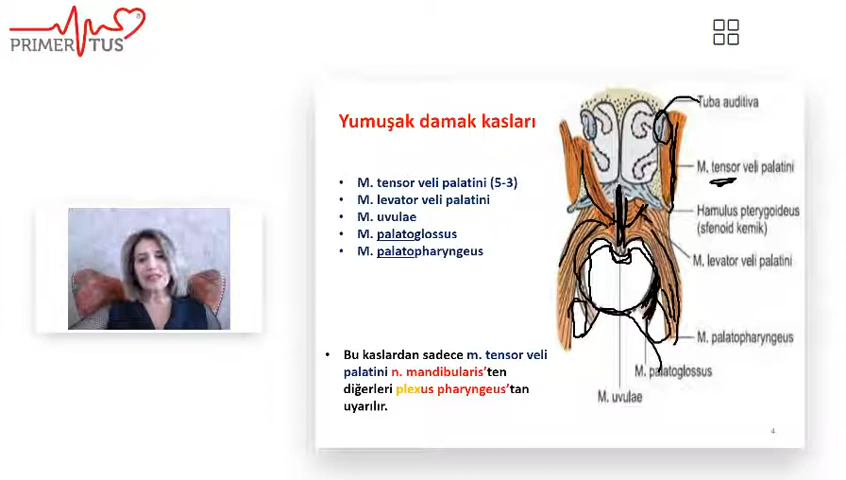 PRIMER TUS
Yumuşak damak kasları
• M. tensor veli palatini (5-3)
• M. levator veli palatini
• M. uvulae
• M. palatoglossus
• M. palatopharyngeus
• Bu kaslardan sadece m. tensor veli
palatini n. mandibularis’ten
diğerleri plexus pharyngeus’tan
uyarılır.
Tuba auditiva
M. tensor veli palatini
Hamulus pterygoideus
(sfenoid kemik)
M. levator veli palatini
M. palatopharyngeus
M. palatoglossus
M. uvulae
4